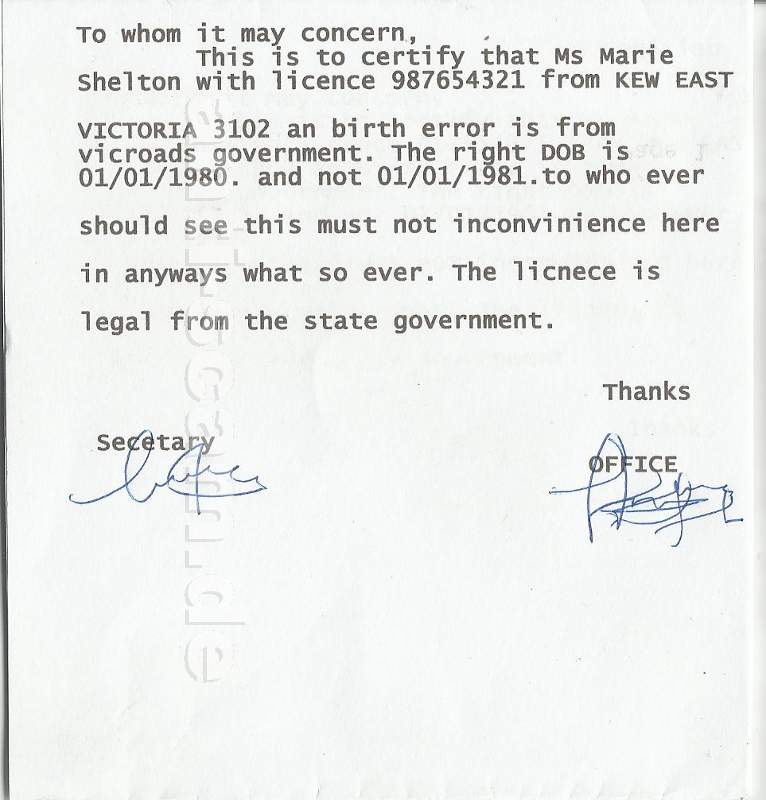 To whom it may concern,
This is to certify that Ms Marie
Shelton with licence 987654321 from KEW EAST
VICTORIA 3102 an birth error is from
vicroads government. The right DOB is
01/01/1980. and not 01/01/1981.to who ever
should see this must not inconvinience here
in anyways what so ever. The licnece is
legal from the state government.
Thanks
Secetary
OFFICE